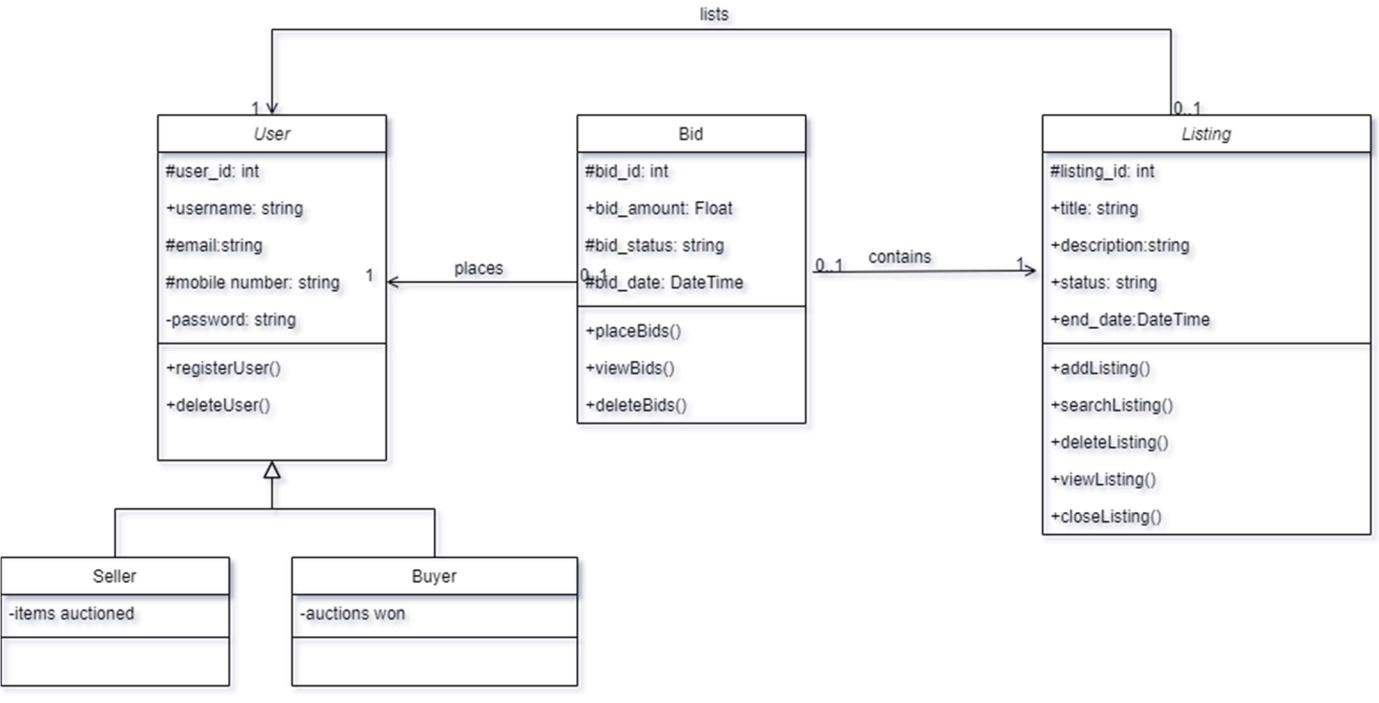 lists
1
0..1
User
#user_id: int
+username: string
#email:string
#mobile number: string
-password: string
+registerUser()
+deleteUser()
1
places
0..1
Bid
#bid_id: int
+bid_amount: Float
#bid_status: string
#bid_date: DateTime
+placeBids()
+viewBids()
+deleteBids()
0..1
contains
1
Listing
#listing_id: int
+title: string
+description:string
+status: string
+end_date:DateTime
+addListing()
+searchListing()
+deleteListing()
+viewListing()
+closeListing()
Seller
-items auctioned
Buyer
-auctions won